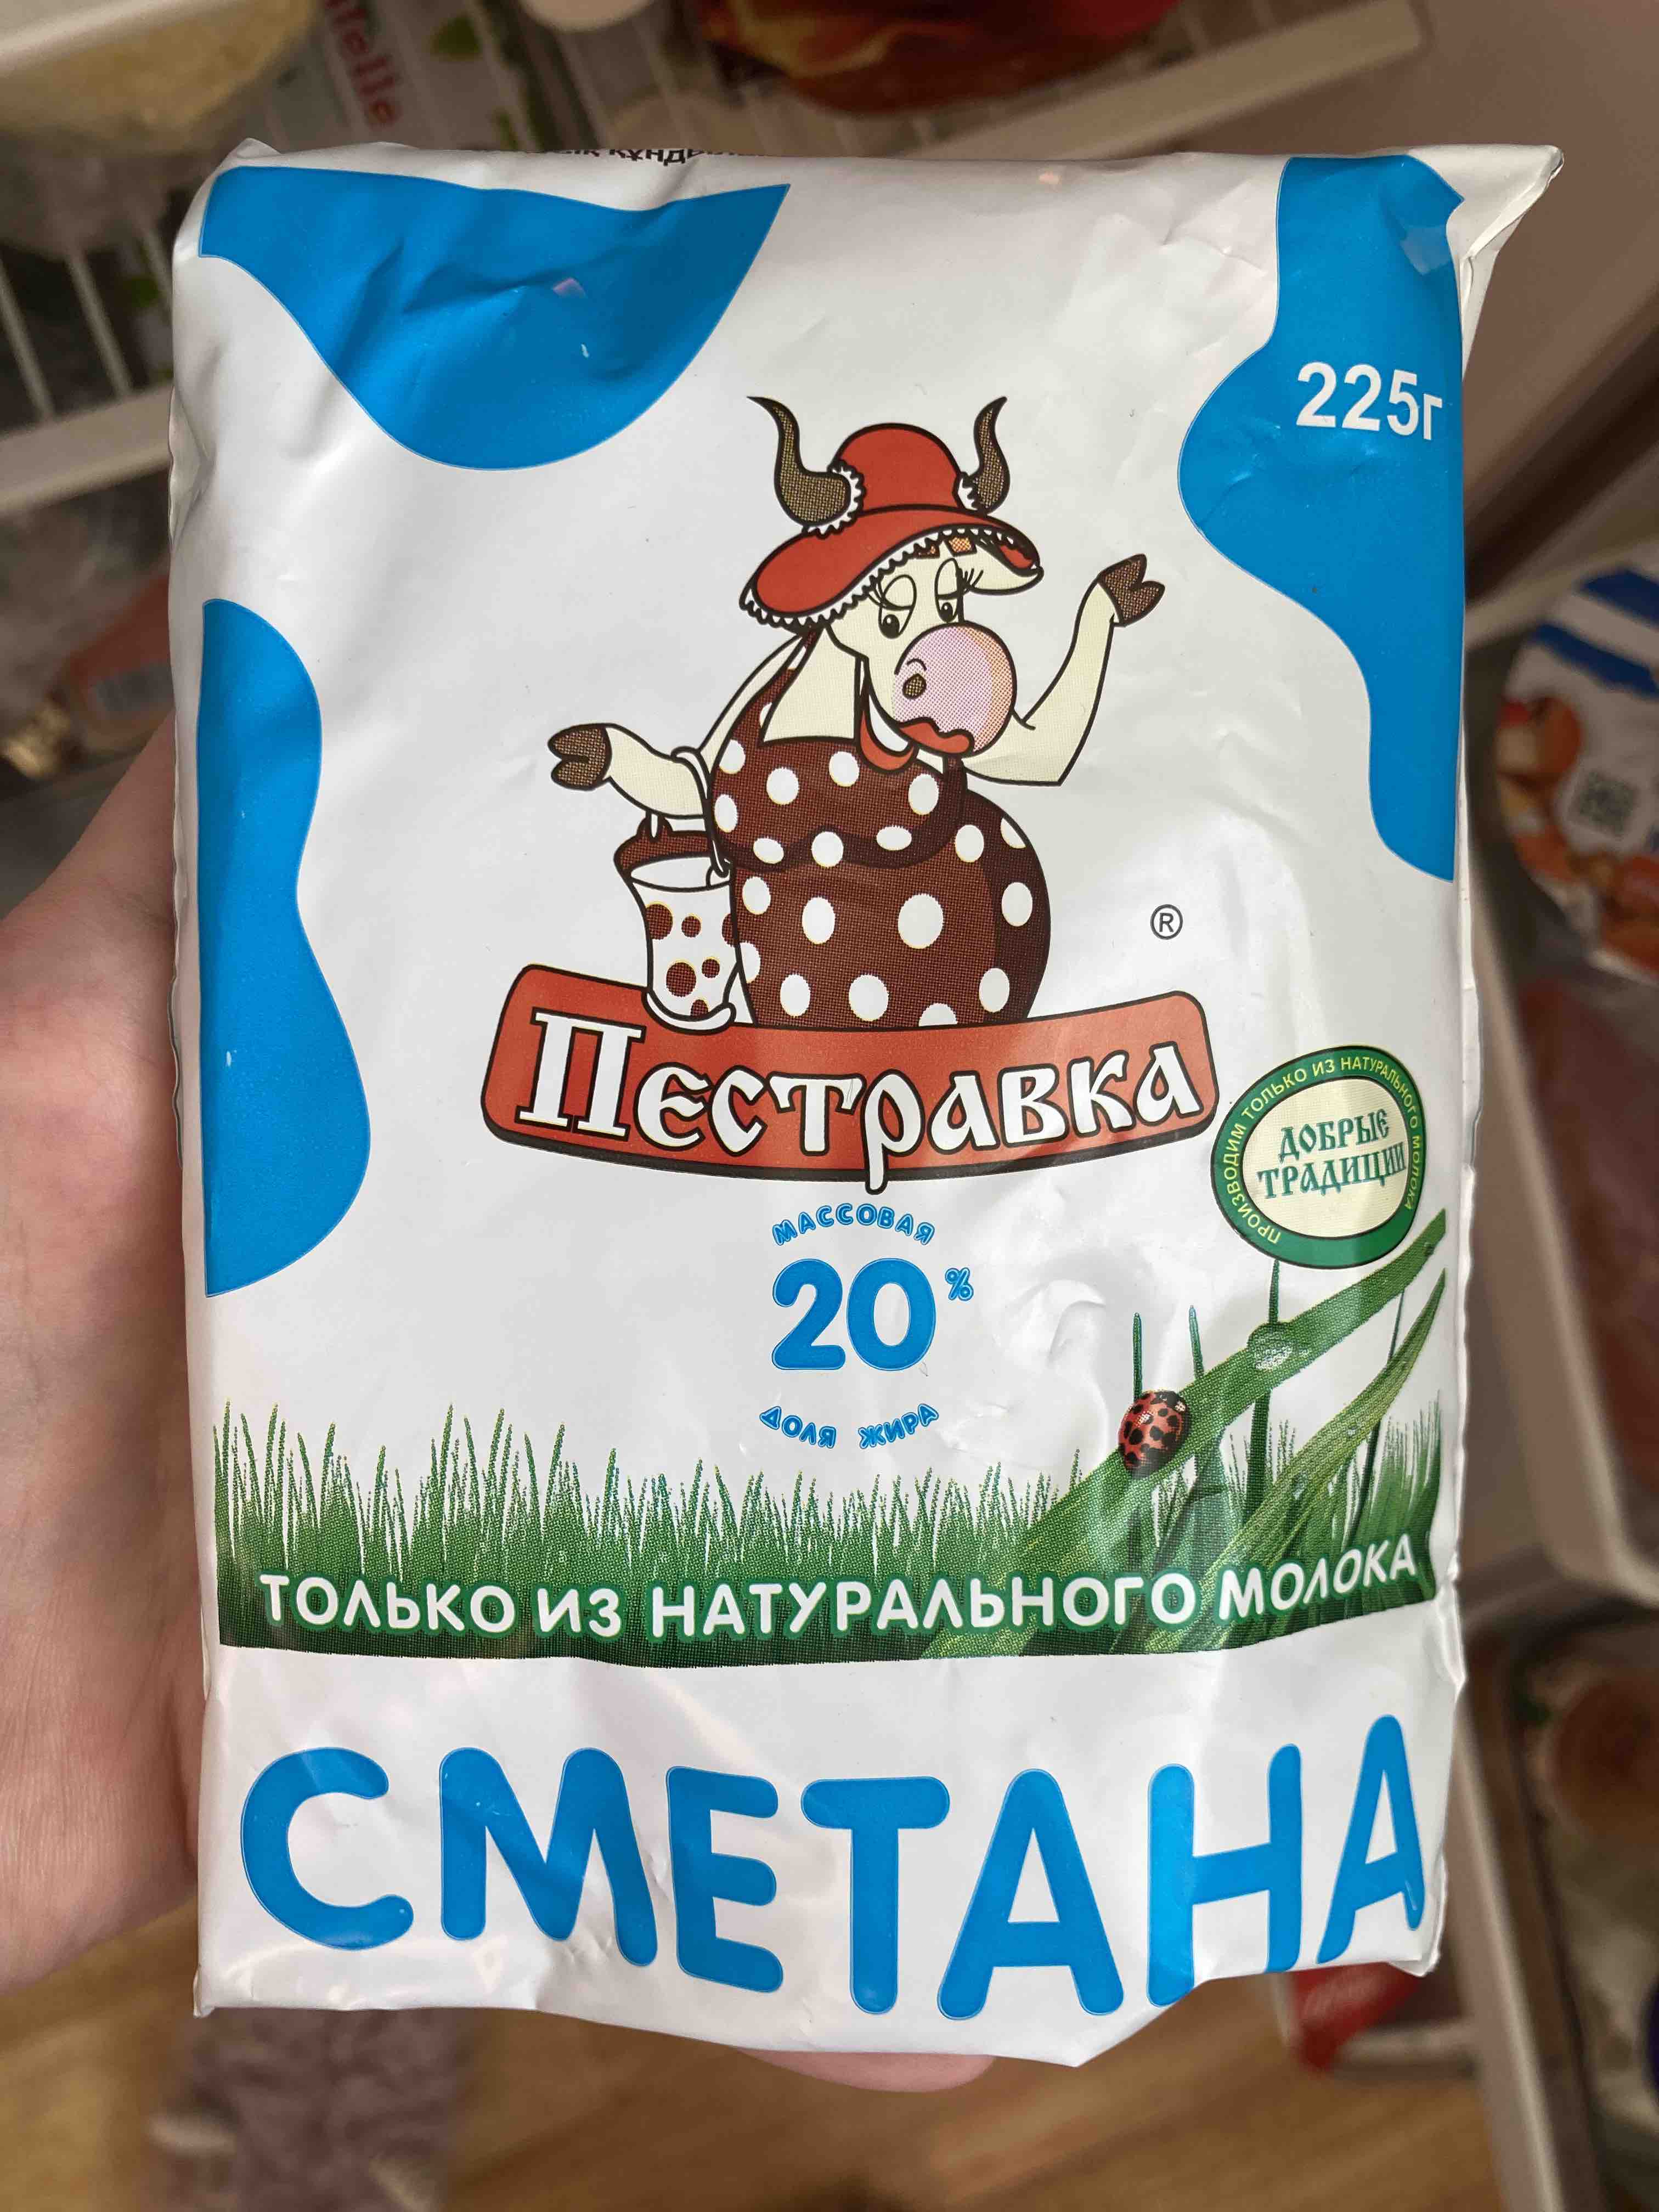 225г
®
Пестравка
ПРОИЗВОДИМ ТОЛЬКО ИЗ НАТУРАЛЬНОГО МОЛОКА
ДОБРЫЕ
ТРАДИЦИИ
МАССОВАЯ
20%
ДОЛЯ ЖИРА
ТОЛЬКО ИЗ НАТУРАЛЬНОГО МОЛОКА
СМЕТАНА